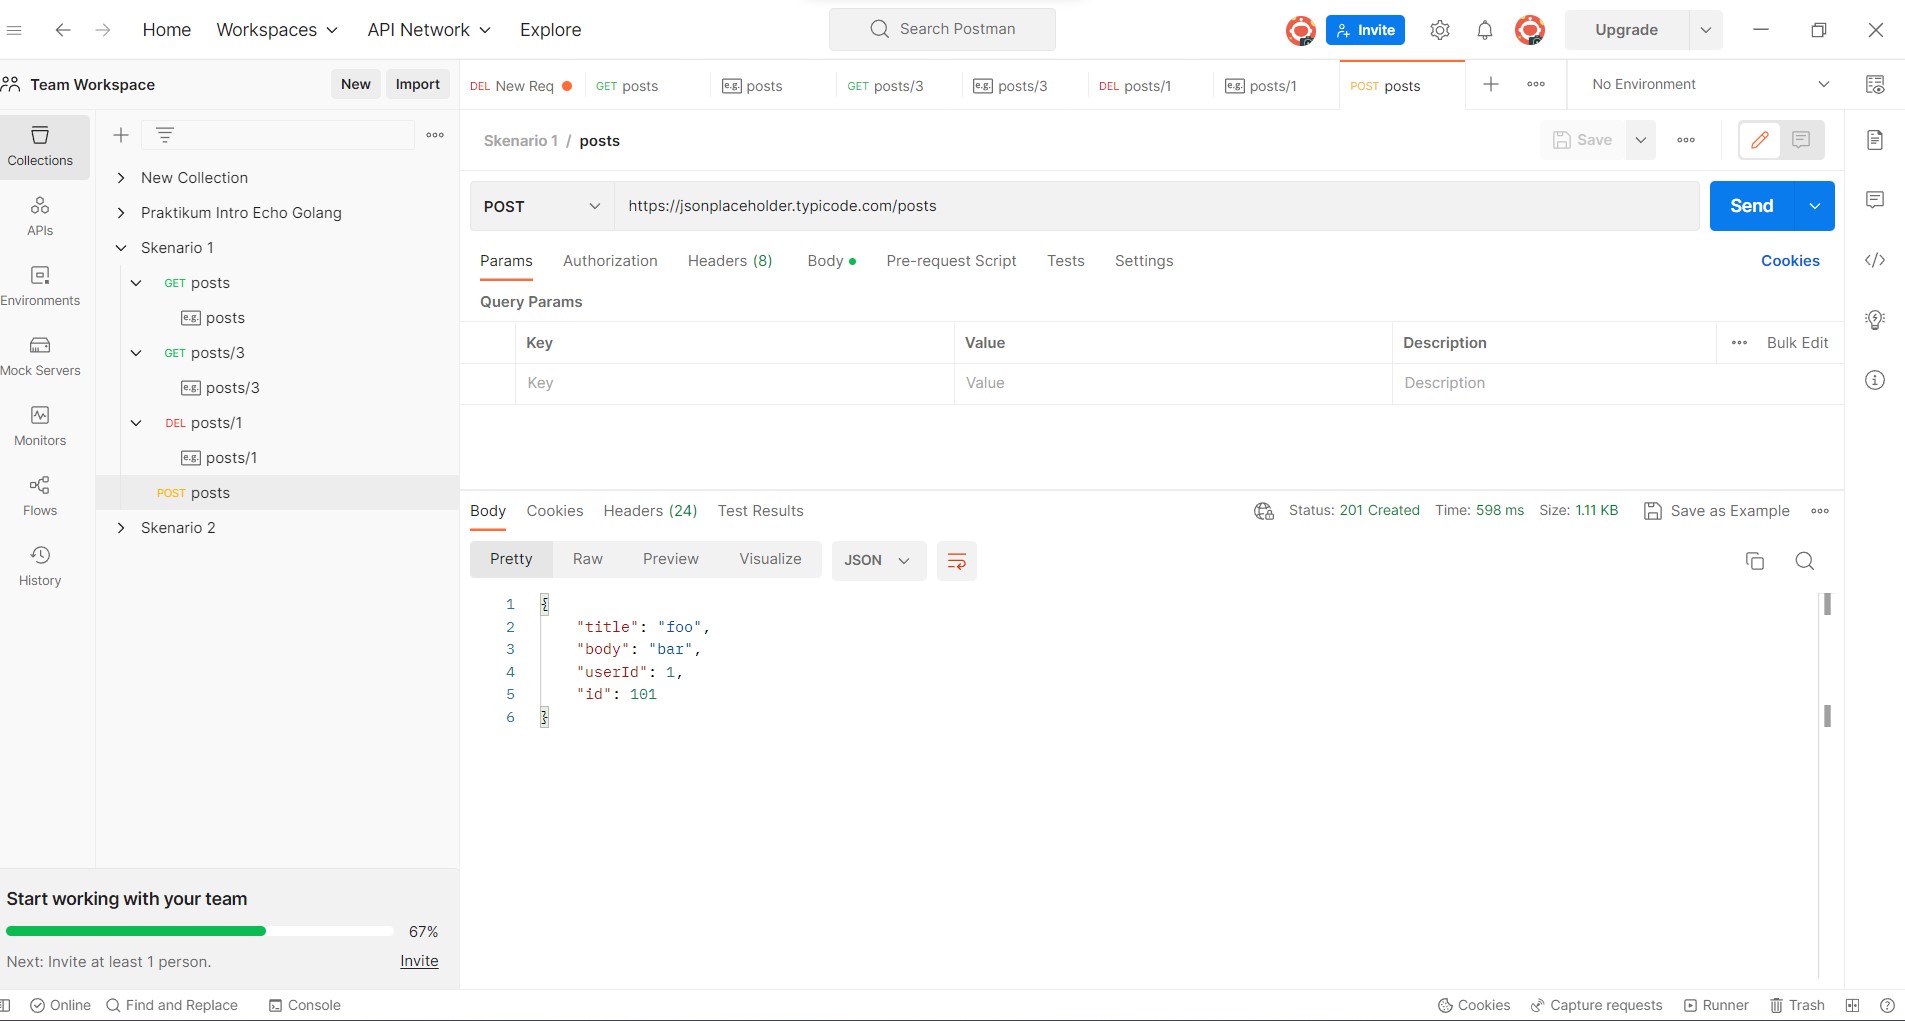 Home Workspaces API Network Explore Search Postman Invite Upgrade
Team Workspace New Import DEL New Req GET posts e.g. posts GET posts/3 e.g. posts/3 DEL posts/1 e.g. posts/1 POST posts No Environment
Collections
APIs
Environments
Mock Servers
Monitors
Flows
History
New Collection
Praktikum Intro Echo Golang
Skenario 1
GET posts
e.g. posts
GET posts/3
e.g. posts/3
DEL posts/1
e.g. posts/1
POST posts
Skenario 2
Start working with your team
67%
Next: Invite at least 1 person. Invite
Skenario 1 / posts Save
POST https://jsonplaceholder.typicode.com/posts Send
Params Authorization Headers (8) Body Pre-request Script Tests Settings Cookies
Query Params
Key Value Description Bulk Edit
Key Value Description
Body Cookies Headers (24) Test Results Status: 201 Created Time: 598 ms Size: 1.11 KB Save as Example
Pretty Raw Preview Visualize JSON
1 {
2 "title": "foo",
3 "body": "bar",
4 "userId": 1,
5 "id": 101
6 }
Online Find and Replace Console Cookies Capture requests Runner Trash